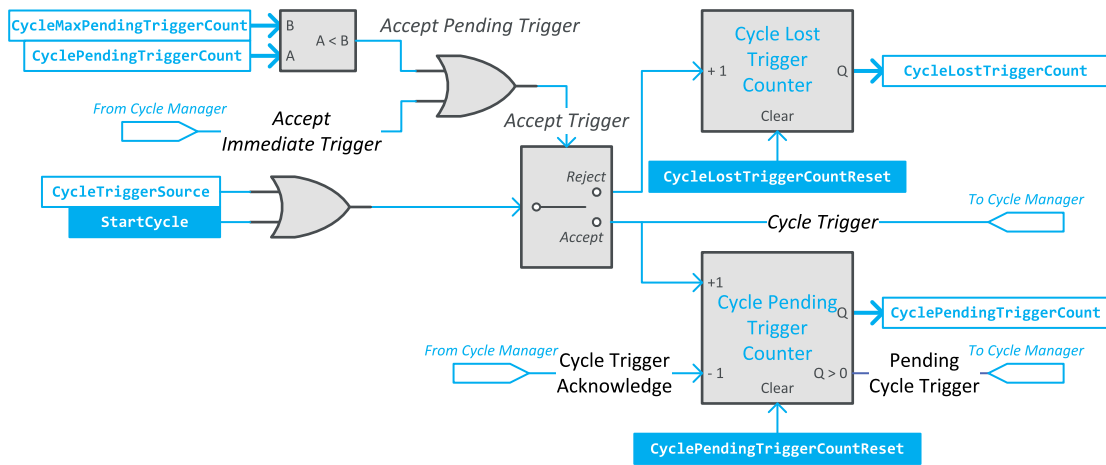 CycleMaxPendingTriggerCount
CyclePendingTriggerCount
B
A
A < B
Accept Pending Trigger
From Cycle Manager
Accept
Immediate Trigger
Accept Trigger
CycleTriggerSource
StartCycle
Reject
Accept
Cycle Lost
Trigger
Counter
+ 1
Q
Clear
CycleLostTriggerCount
CycleLostTriggerCountReset
Cycle Trigger
To Cycle Manager
+1
Cycle Pending
Trigger
Counter
Q
- 1
Q > 0
Clear
CyclePendingTriggerCount
From Cycle Manager
Cycle Trigger
Acknowledge
Pending
Cycle Trigger
To Cycle Manager
CyclePendingTriggerCountReset